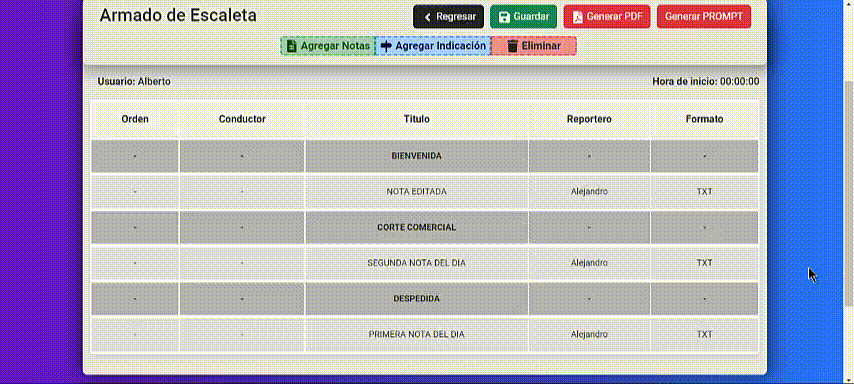 Armado de Escaleta
Regresar
Guardar
Generar PDF
Generar PROMPT
Agregar Notas
Agregar Indicación
Eliminar
Usuario: Alberto
Hora de inicio: 00:00:00
Orden Conductor Titulo Reportero Formato
- - BIENVENIDA - -
- - NOTA EDITADA Alejandro TXT
- - CORTE COMERCIAL - -
- - SEGUNDA NOTA DEL DIA Alejandro TXT
- - DESPEDIDA - -
- - PRIMERA NOTA DEL DIA Alejandro TXT